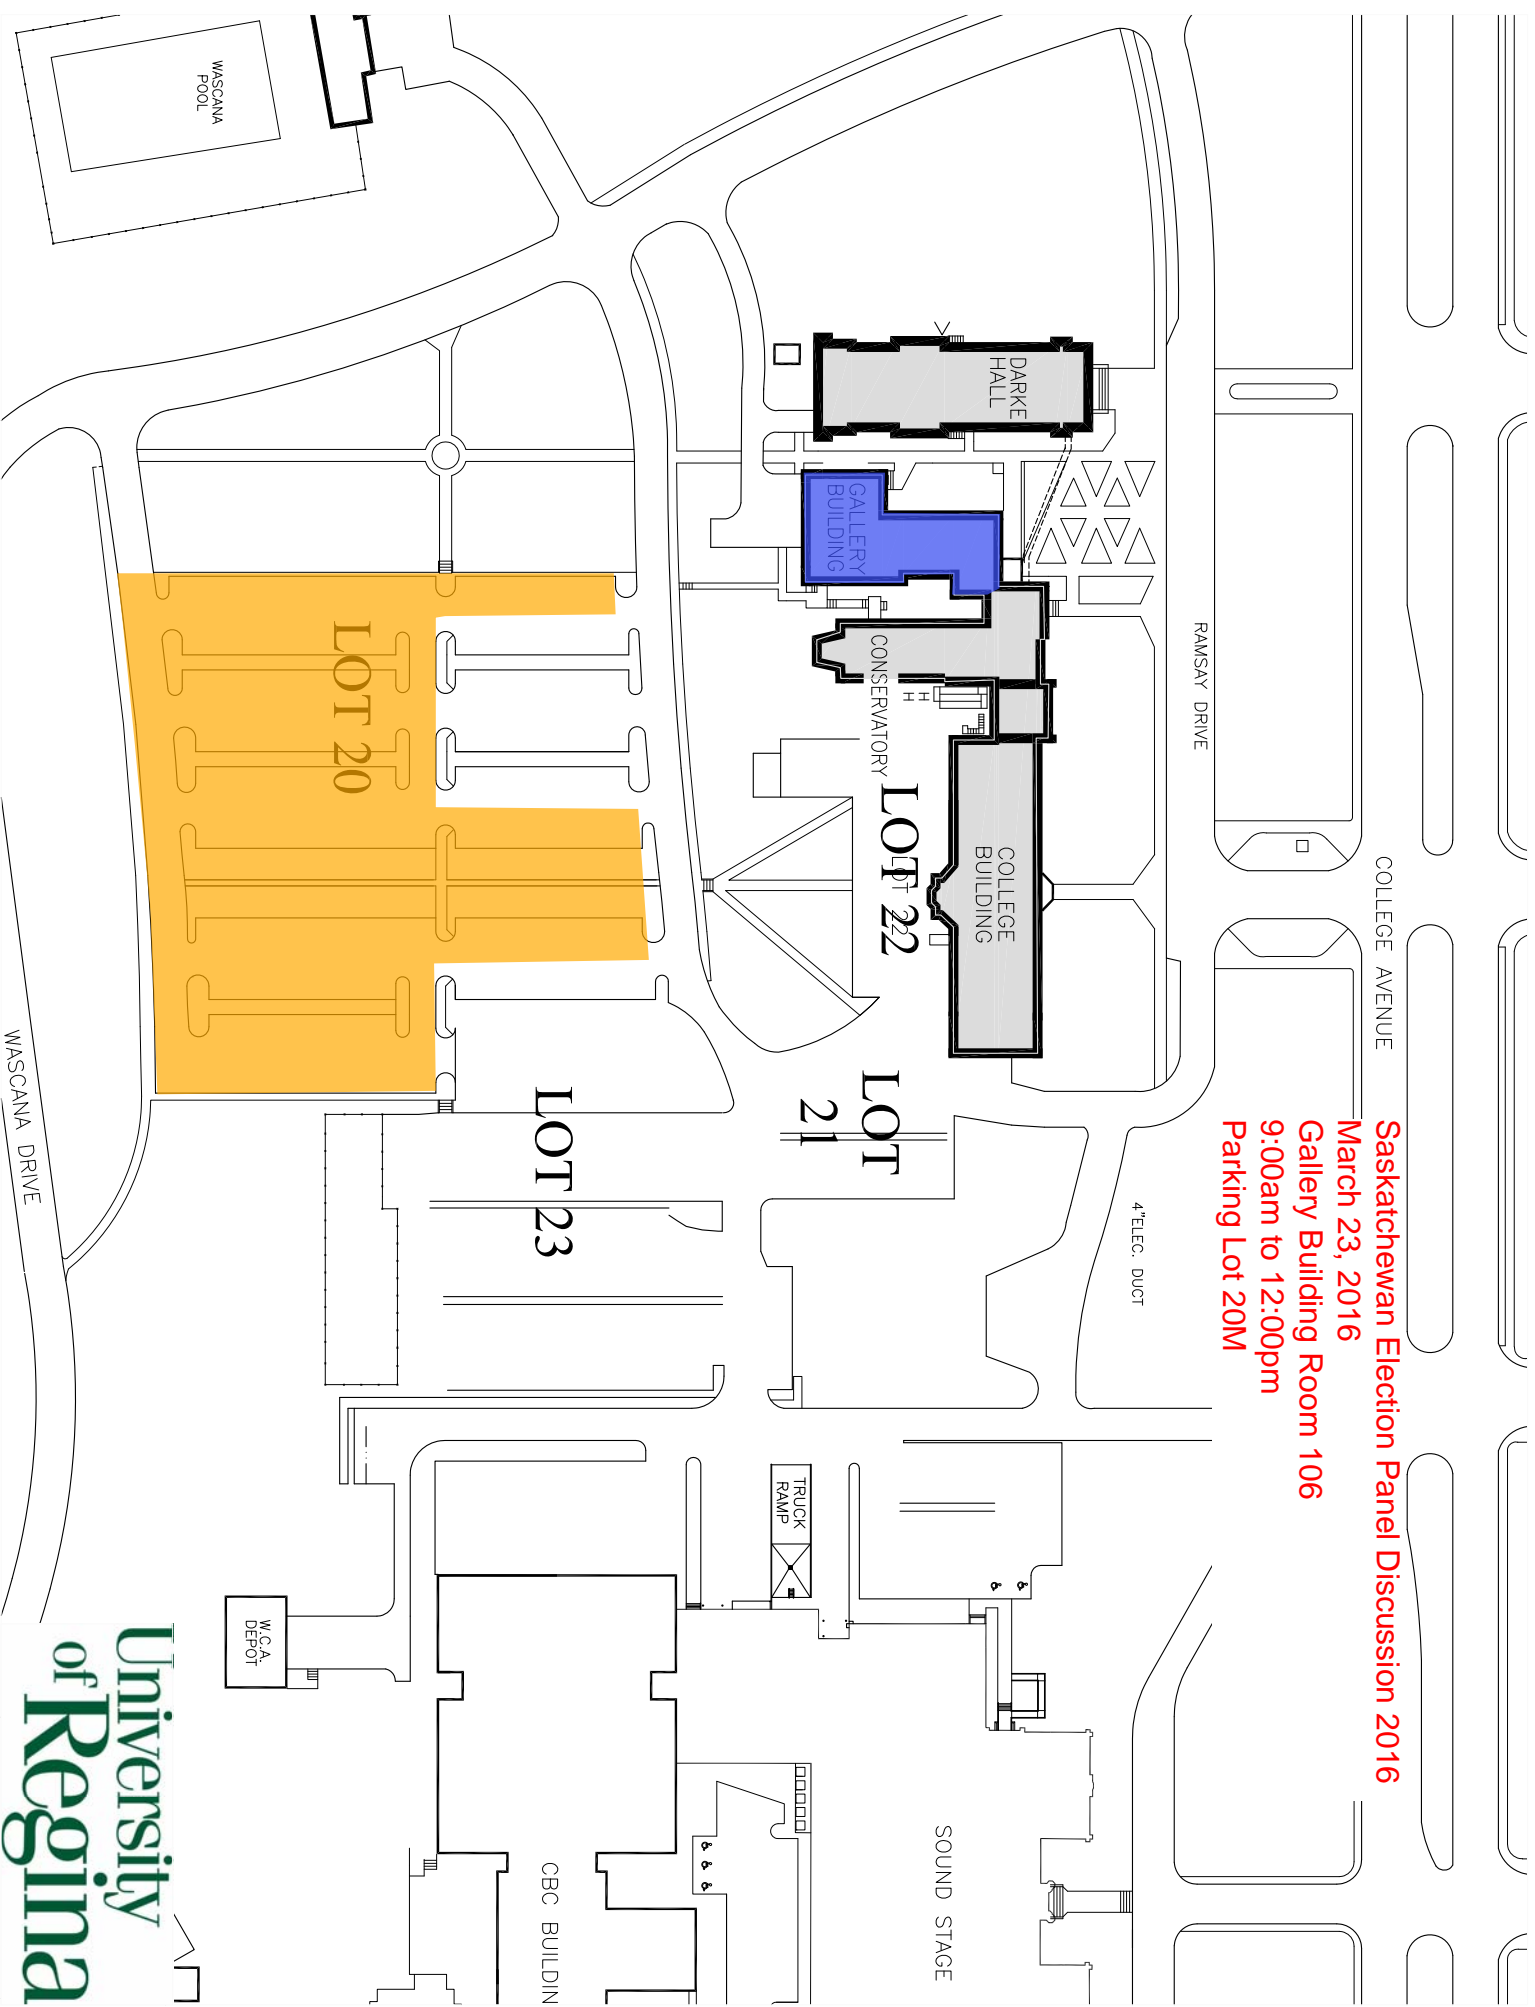 Saskatchewan Election Panel Discussion 2016
March 23, 2016
Gallery Building Room 106
9:00am to 12:00pm
Parking Lot 20M
COLLEGE AVENUE
RAMSAY DRIVE
4"ELEC. DUCT
DARKE
HALL
GALLERY
BUILDING
CONSERVATORY
H
H
COLLEGE
BUILDING
LOT 22
LOT 22
LOT
21
LOT 20
LOT 23
WASCANA
POOL
WASCANA DRIVE
TRUCK
RAMP
SOUND STAGE
CBC BUILDIN
W.C.A.
DEPOT
University
of Regina